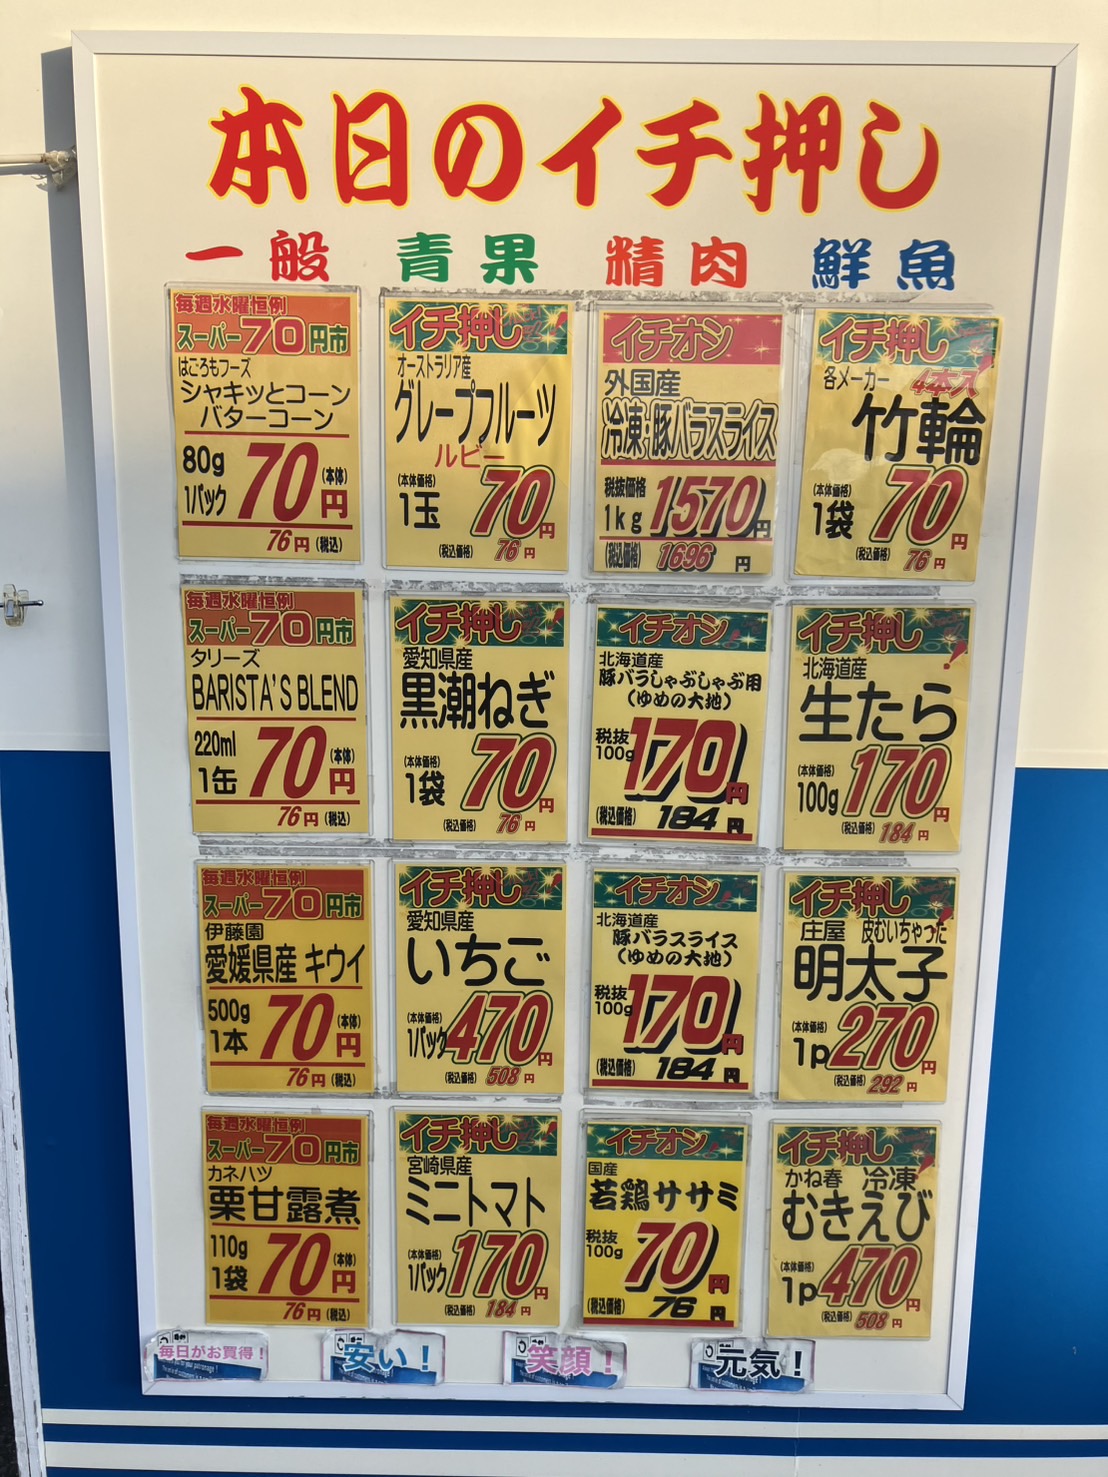 本日のイチ押し
一般 青果 精肉 鮮魚
毎週水曜恒例
スーパー70円市
はごろもフーズ
シャキッとコーン
バターコーン
80g
1パック
70円
(本体)
76円(税込)
イチ押し
オーストラリア産
グレープフルーツ
ルビー
(本体価格)
1玉
70円
(税込価格) 76円
イチオシ
外国産
冷凍・豚バラスライス
税抜価格
1kg
1570円
(税込価格) 1696円
イチ押し!
各メーカー 4本入
竹輪
(本体価格)
1袋
70円
(税込価格) 76円
毎週水曜恒例
スーパー70円市
タリーズ
BARISTA'S BLEND
220ml
1缶
70円
(本体)
76円(税込)
イチ押し
愛知県産
黒潮ねぎ
(本体価格)
1袋
70円
(税込価格) 76円
イチオシ
北海道産
豚バラしゃぶしゃぶ用
(ゆめの大地)
税抜
100g
170円
(税込価格) 184円
イチ押し!
北海道産
生たら
(本体価格)
100g
170円
(税込価格) 184円
毎週水曜恒例
スーパー70円市
伊藤園
愛媛県産 キウイ
500g
1本
70円
(本体)
76円(税込)
イチ押し
愛知県産
いちご
(本体価格)
1パック
470円
(税込価格) 508円
イチオシ
北海道産
豚バラスライス
(ゆめの大地)
税抜
100g
170円
(税込価格) 184円
イチ押し!
庄屋 皮むいちゃった
明太子
(本体価格)
1p
270円
(税込価格) 292円
毎週水曜恒例
スーパー70円市
カネハツ
栗甘露煮
110g
1袋
70円
(本体)
76円(税込)
イチ押し
宮崎県産
ミニトマト
(本体価格)
1パック
170円
(税込価格) 184円
イチオシ
国産
若鶏ササミ
税抜
100g
70円
(税込価格) 76円
イチ押し!
かね春 冷凍
むきえび
(本体価格)
1p
470円
(税込価格) 508円
毎日がお買得! 安い! 笑顔! 元気!